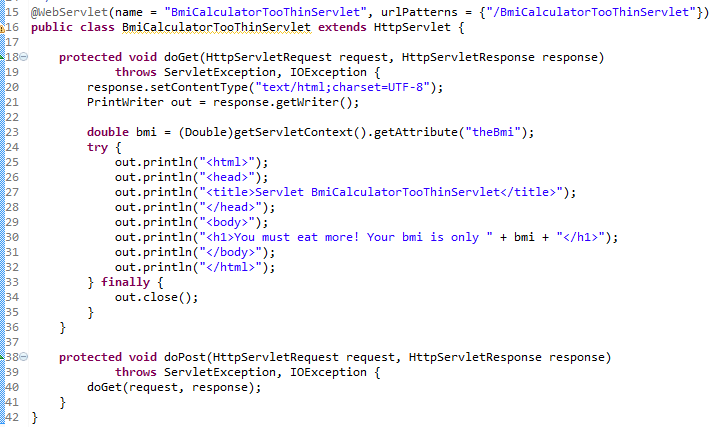 15 @WebServlet(name = "BmiCalculatorTooThinServlet", urlPatterns = {"/BmiCalculatorTooThinServlet"})
16 public class BmiCalculatorTooThinServlet extends HttpServlet {
17
18     protected void doGet(HttpServletRequest request, HttpServletResponse response)
19             throws ServletException, IOException {
20         response.setContentType("text/html;charset=UTF-8");
21         PrintWriter out = response.getWriter();
22
23         double bmi = (Double)getServletContext().getAttribute("theBmi");
24         try {
25             out.println("<html>");
26             out.println("<head>");
27             out.println("<title>Servlet BmiCalculatorTooThinServlet</title>");
28             out.println("</head>");
29             out.println("<body>");
30             out.println("<h1>You must eat more! Your bmi is only " + bmi + "</h1>");
31             out.println("</body>");
32             out.println("</html>");
33         } finally {
34             out.close();
35         }
36     }
37
38     protected void doPost(HttpServletRequest request, HttpServletResponse response)
39             throws ServletException, IOException {
40         doGet(request, response);
41     }
42 }